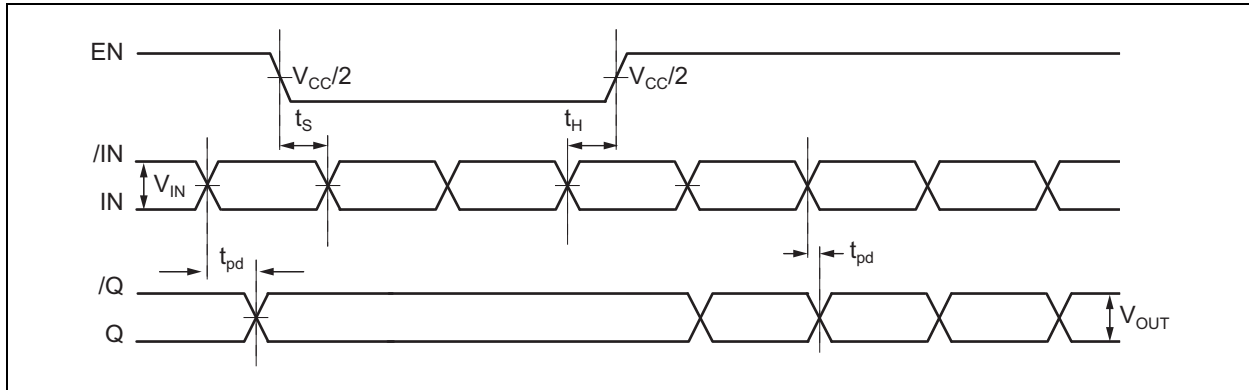 EN
V_CC/2
V_CC/2
t_S
t_H
/IN
V_IN
IN
t_pd
t_pd
/Q
Q
V_OUT